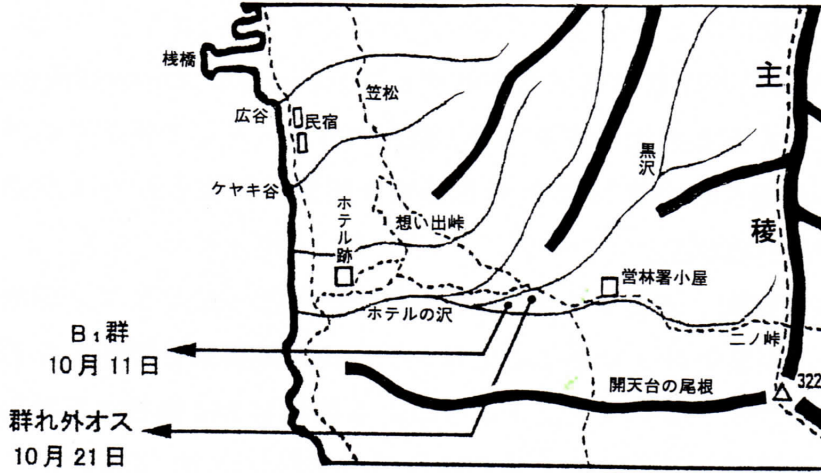 桟橋
笠松
主稜
広谷
民宿
黒沢
ケヤキ谷
ホテル跡
想い出峠
営林署小屋
ホテルの沢
二ノ峠
B₁群
10月11日
開天台の尾根
322
群れ外オス
10月21日